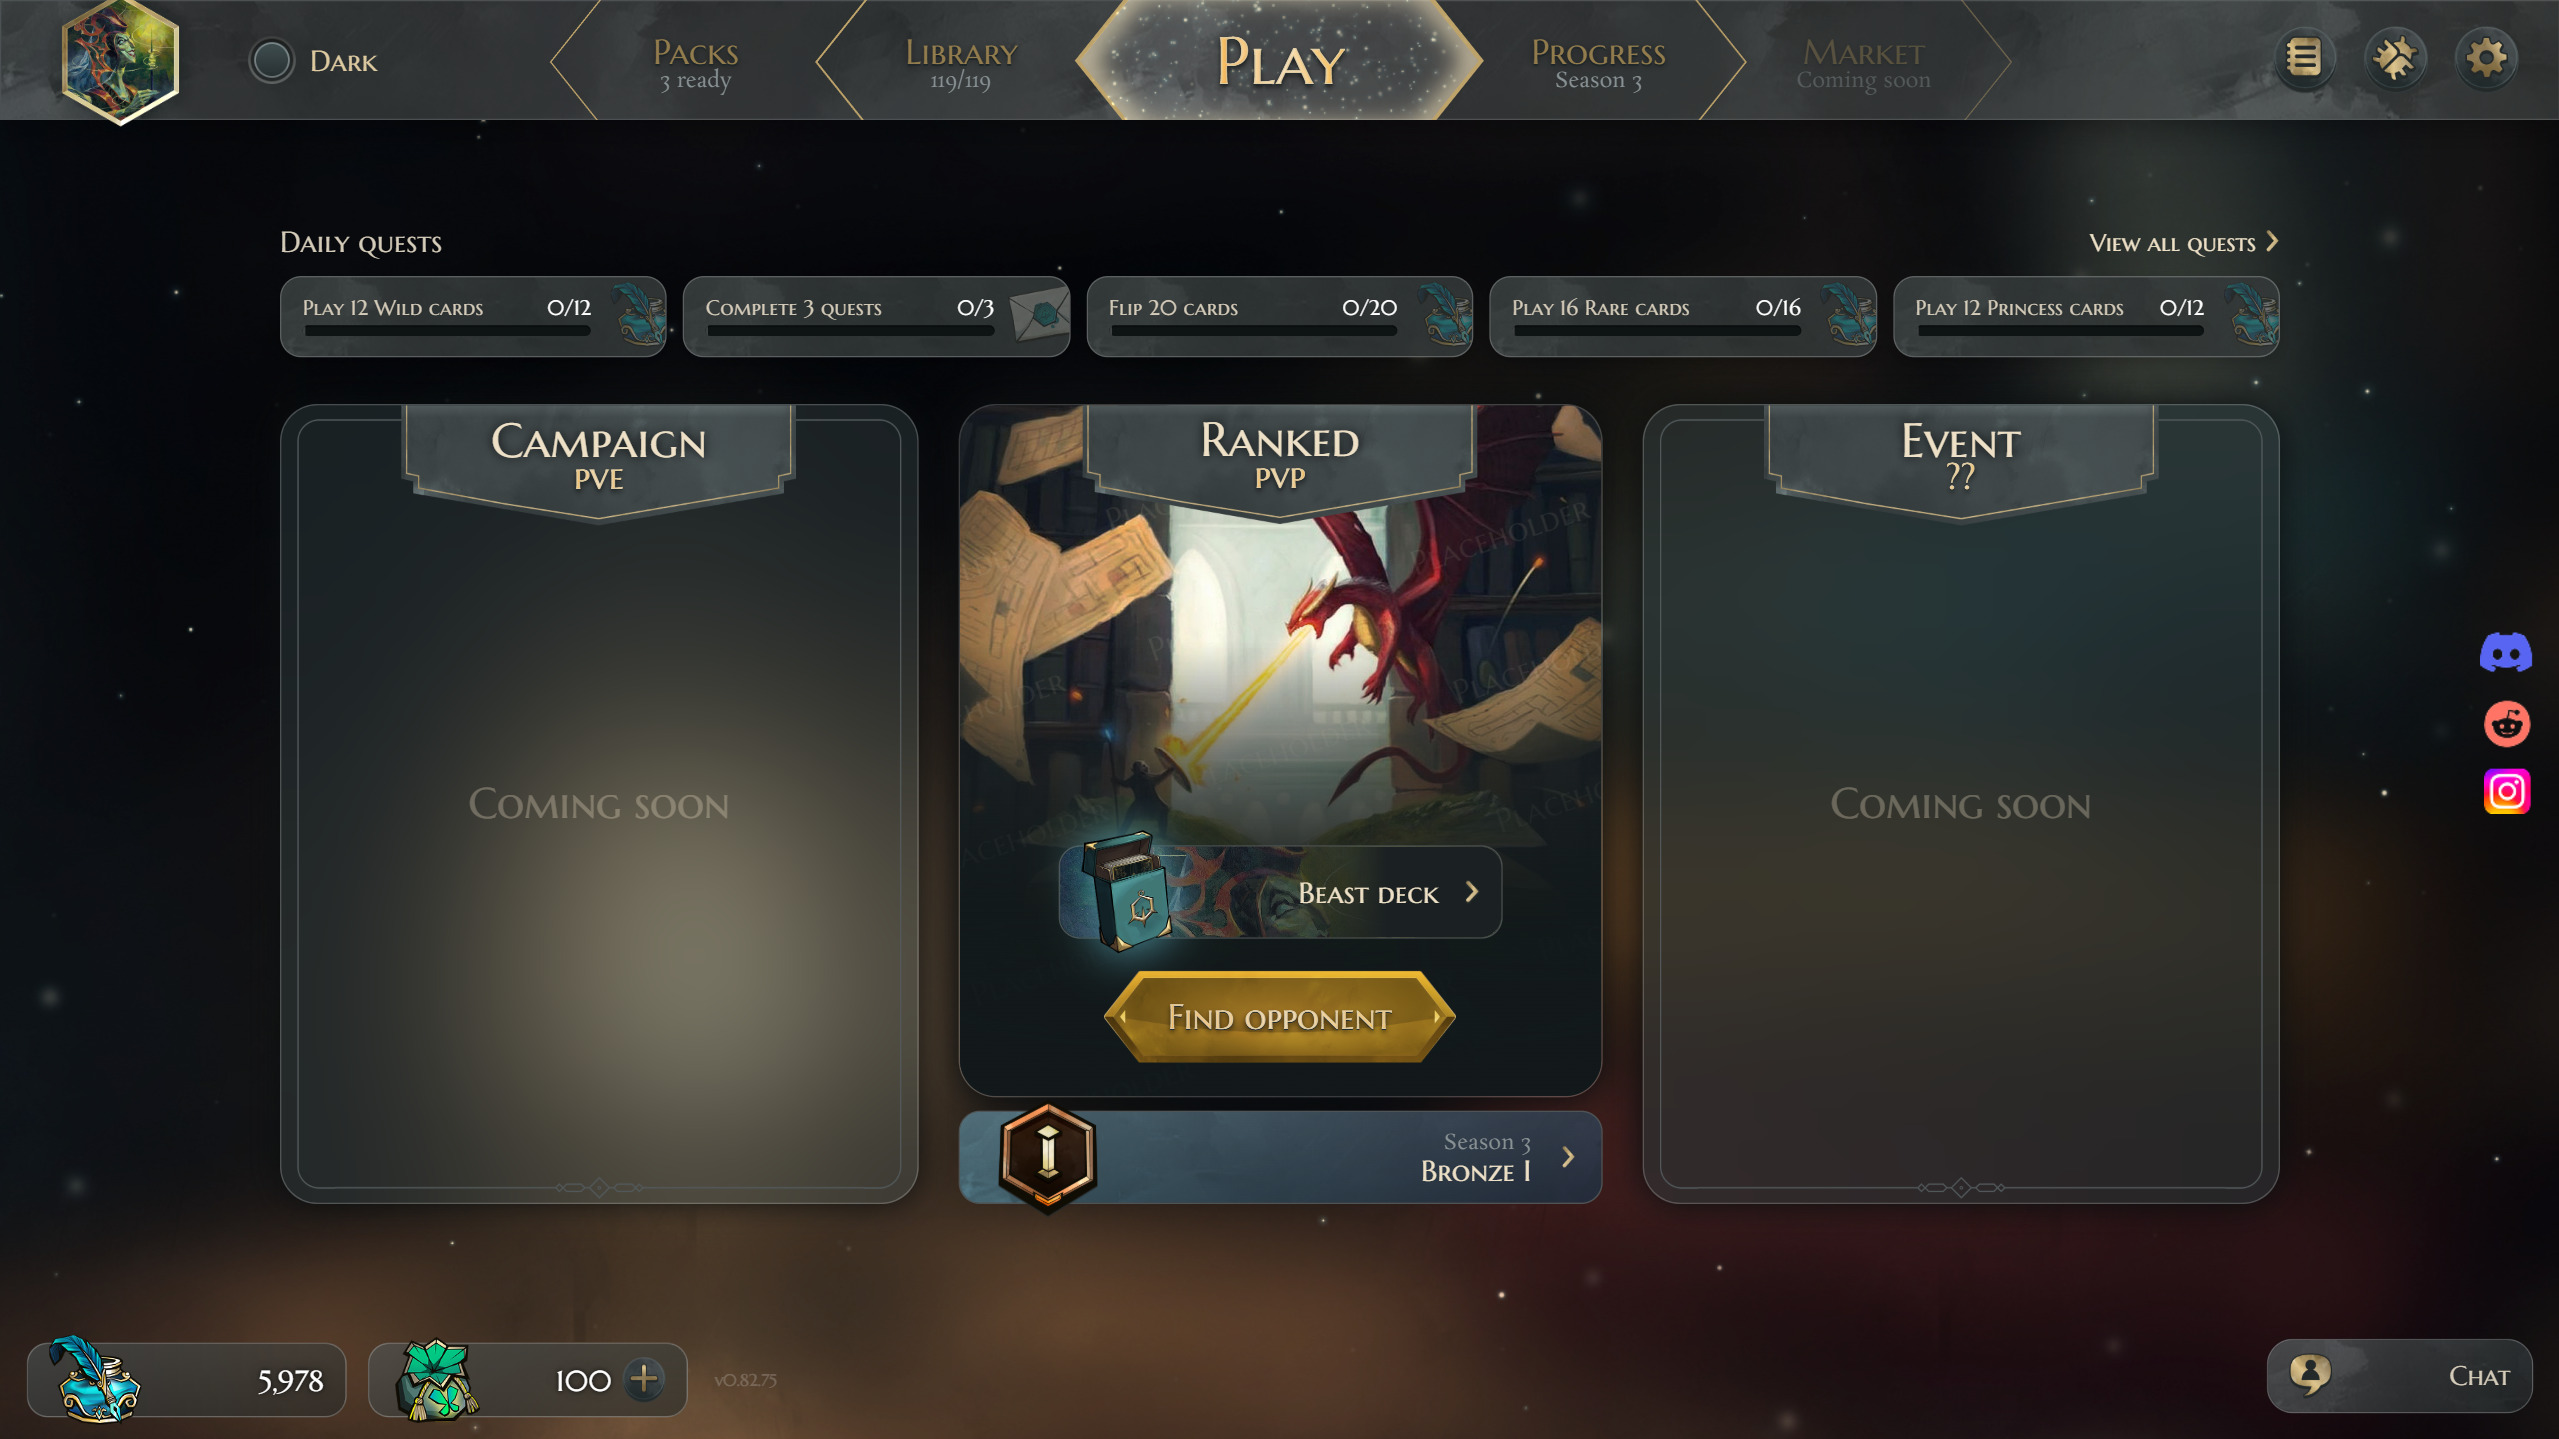 Dark
Packs
3 ready
Library
119/119
Play
Progress
Season 3
Market
Coming soon
Daily quests
View all quests
Play 12 Wild cards 0/12
Complete 3 quests 0/3
Flip 20 cards 0/20
Play 16 Rare cards 0/16
Play 12 Princess cards 0/12
Campaign
PVE
Coming soon
Ranked
PVP
Placeholder
Placeholder
Placeholder
Beast deck
Find opponent
Season 3
Bronze I
Event
??
Coming soon
5,978
100
v0.82.75
Chat